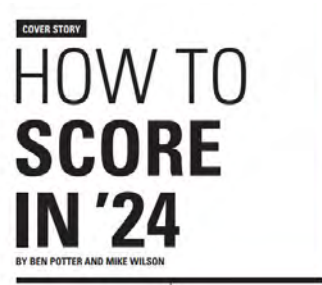 COVER STORY
HOW TO
SCORE
IN ’24
BY BEN POTTER AND MIKE WILSON